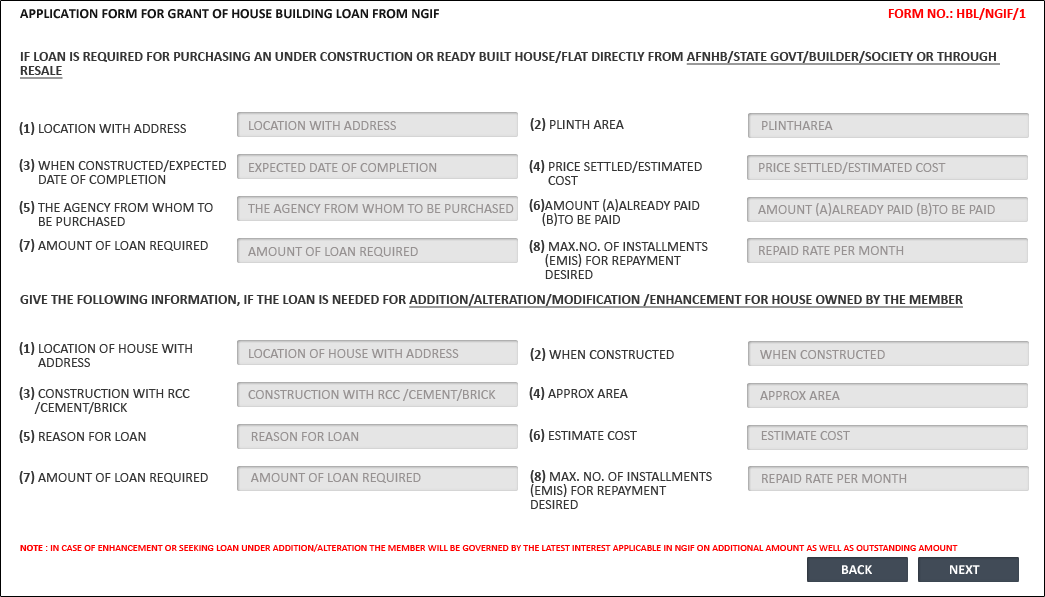 APPLICATION FORM FOR GRANT OF HOUSE BUILDING LOAN FROM NGIF
FORM NO.: HBL/NGIF/1
IF LOAN IS REQUIRED FOR PURCHASING AN UNDER CONSTRUCTION OR READY BUILT HOUSE/FLAT DIRECTLY FROM AFNHB/STATE GOVT/BUILDER/SOCIETY OR THROUGH
RESALE
(1) LOCATION WITH ADDRESS
LOCATION WITH ADDRESS
(2) PLINTH AREA
PLINTHAREA
(3) WHEN CONSTRUCTED/EXPECTED
DATE OF COMPLETION
EXPECTED DATE OF COMPLETION
(4) PRICE SETTLED/ESTIMATED
COST
PRICE SETTLED/ESTIMATED COST
(5) THE AGENCY FROM WHOM TO
BE PURCHASED
THE AGENCY FROM WHOM TO BE PURCHASED
(6)AMOUNT (A)ALREADY PAID
(B)TO BE PAID
AMOUNT (A)ALREADY PAID (B)TO BE PAID
(7) AMOUNT OF LOAN REQUIRED
AMOUNT OF LOAN REQUIRED
(8) MAX.NO. OF INSTALLMENTS
(EMIS) FOR REPAYMENT
DESIRED
REPAID RATE PER MONTH
GIVE THE FOLLOWING INFORMATION, IF THE LOAN IS NEEDED FOR ADDITION/ALTERATION/MODIFICATION /ENHANCEMENT FOR HOUSE OWNED BY THE MEMBER
(1) LOCATION OF HOUSE WITH
ADDRESS
LOCATION OF HOUSE WITH ADDRESS
(2) WHEN CONSTRUCTED
WHEN CONSTRUCTED
(3) CONSTRUCTION WITH RCC
/CEMENT/BRICK
CONSTRUCTION WITH RCC /CEMENT/BRICK
(4) APPROX AREA
APPROX AREA
(5) REASON FOR LOAN
REASON FOR LOAN
(6) ESTIMATE COST
ESTIMATE COST
(7) AMOUNT OF LOAN REQUIRED
AMOUNT OF LOAN REQUIRED
(8) MAX. NO. OF INSTALLMENTS
(EMIS) FOR REPAYMENT
DESIRED
REPAID RATE PER MONTH
NOTE : IN CASE OF ENHANCEMENT OR SEEKING LOAN UNDER ADDITION/ALTERATION THE MEMBER WILL BE GOVERNED BY THE LATEST INTEREST APPLICABLE IN NGIF ON ADDITIONAL AMOUNT AS WELL AS OUTSTANDING AMOUNT
BACK
NEXT